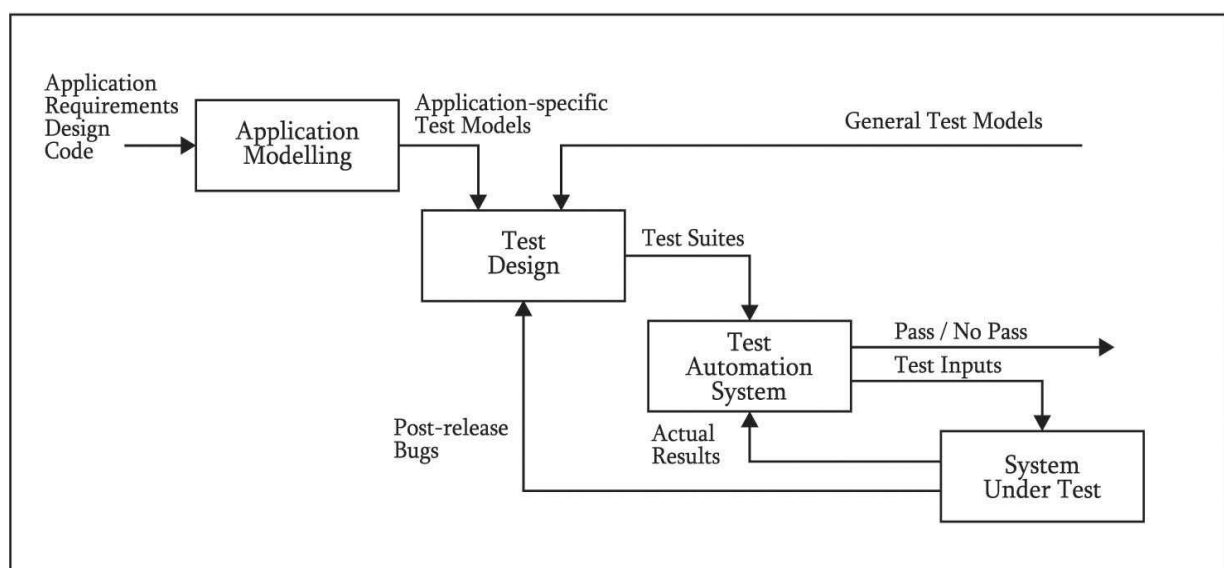 Application
Requirements
Design
Code
Application
Modelling
Application-specific
Test Models
General Test Models
Test
Design
Test Suites
Test
Automation
System
Pass / No Pass
Test Inputs
Post-release
Bugs
Actual
Results
System
Under Test